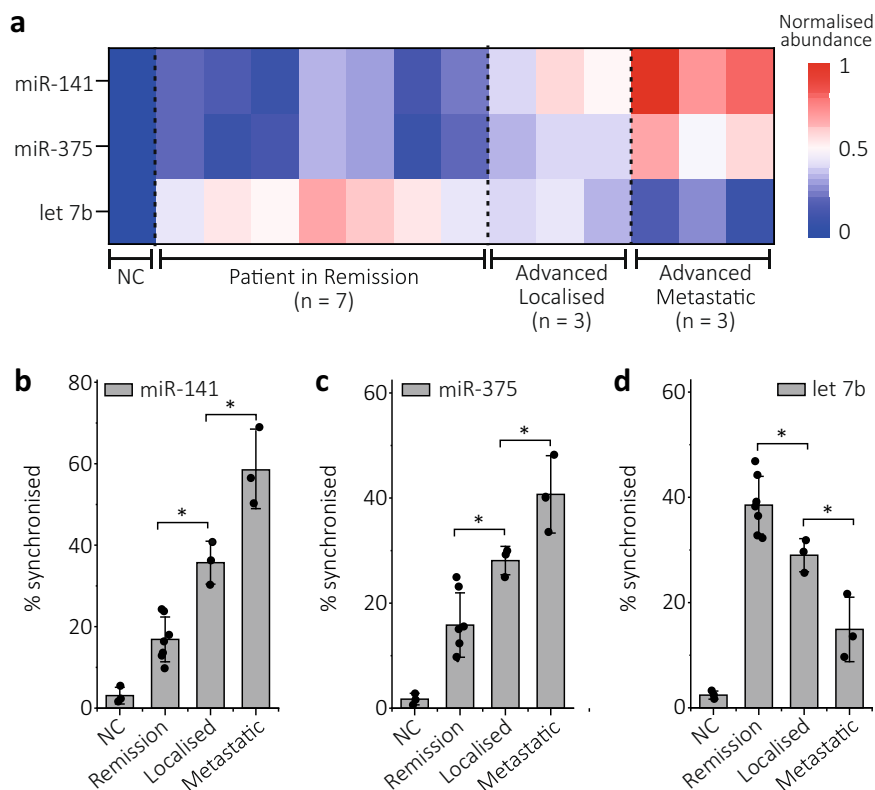 a
Normalised
abundance
miR-141
miR-375
let 7b
1
0.5
0
NC
Patient in Remission
(n = 7)
Advanced
Localised
(n = 3)
Advanced
Metastatic
(n = 3)
b
miR-141
% synchronised
80
60
40
20
0
*
*
NC
Remission
Localised
Metastatic
c
miR-375
% synchronised
60
40
20
0
*
*
NC
Remission
Localised
Metastatic
d
let 7b
% synchronised
60
40
20
0
*
*
NC
Remission
Localised
Metastatic